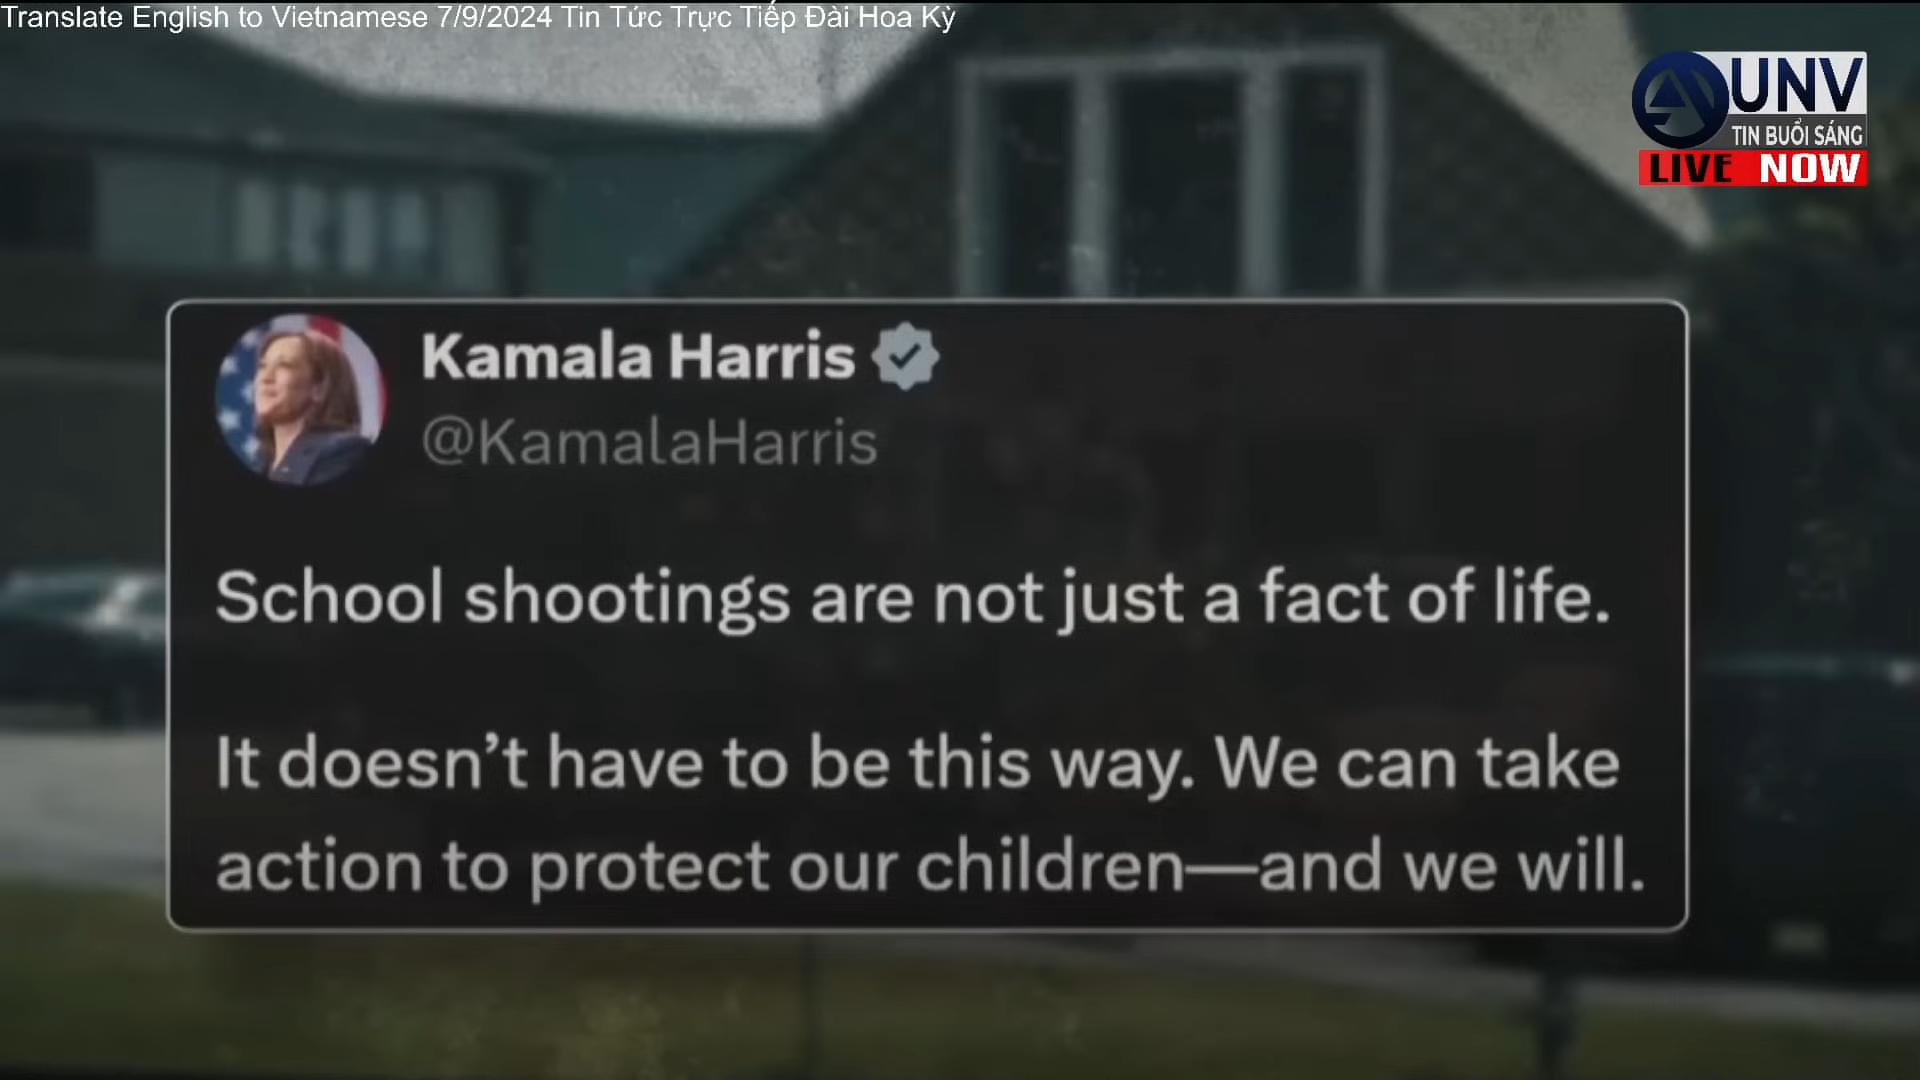 Translate English to Vietnamese 7/9/2024 Tin Tức Trực Tiếp Đài Hoa Kỳ
UNV
TIN BUỔI SÁNG
LIVE NOW
Kamala Harris
@KamalaHarris
School shootings are not just a fact of life.
It doesn’t have to be this way. We can take
action to protect our children—and we will.